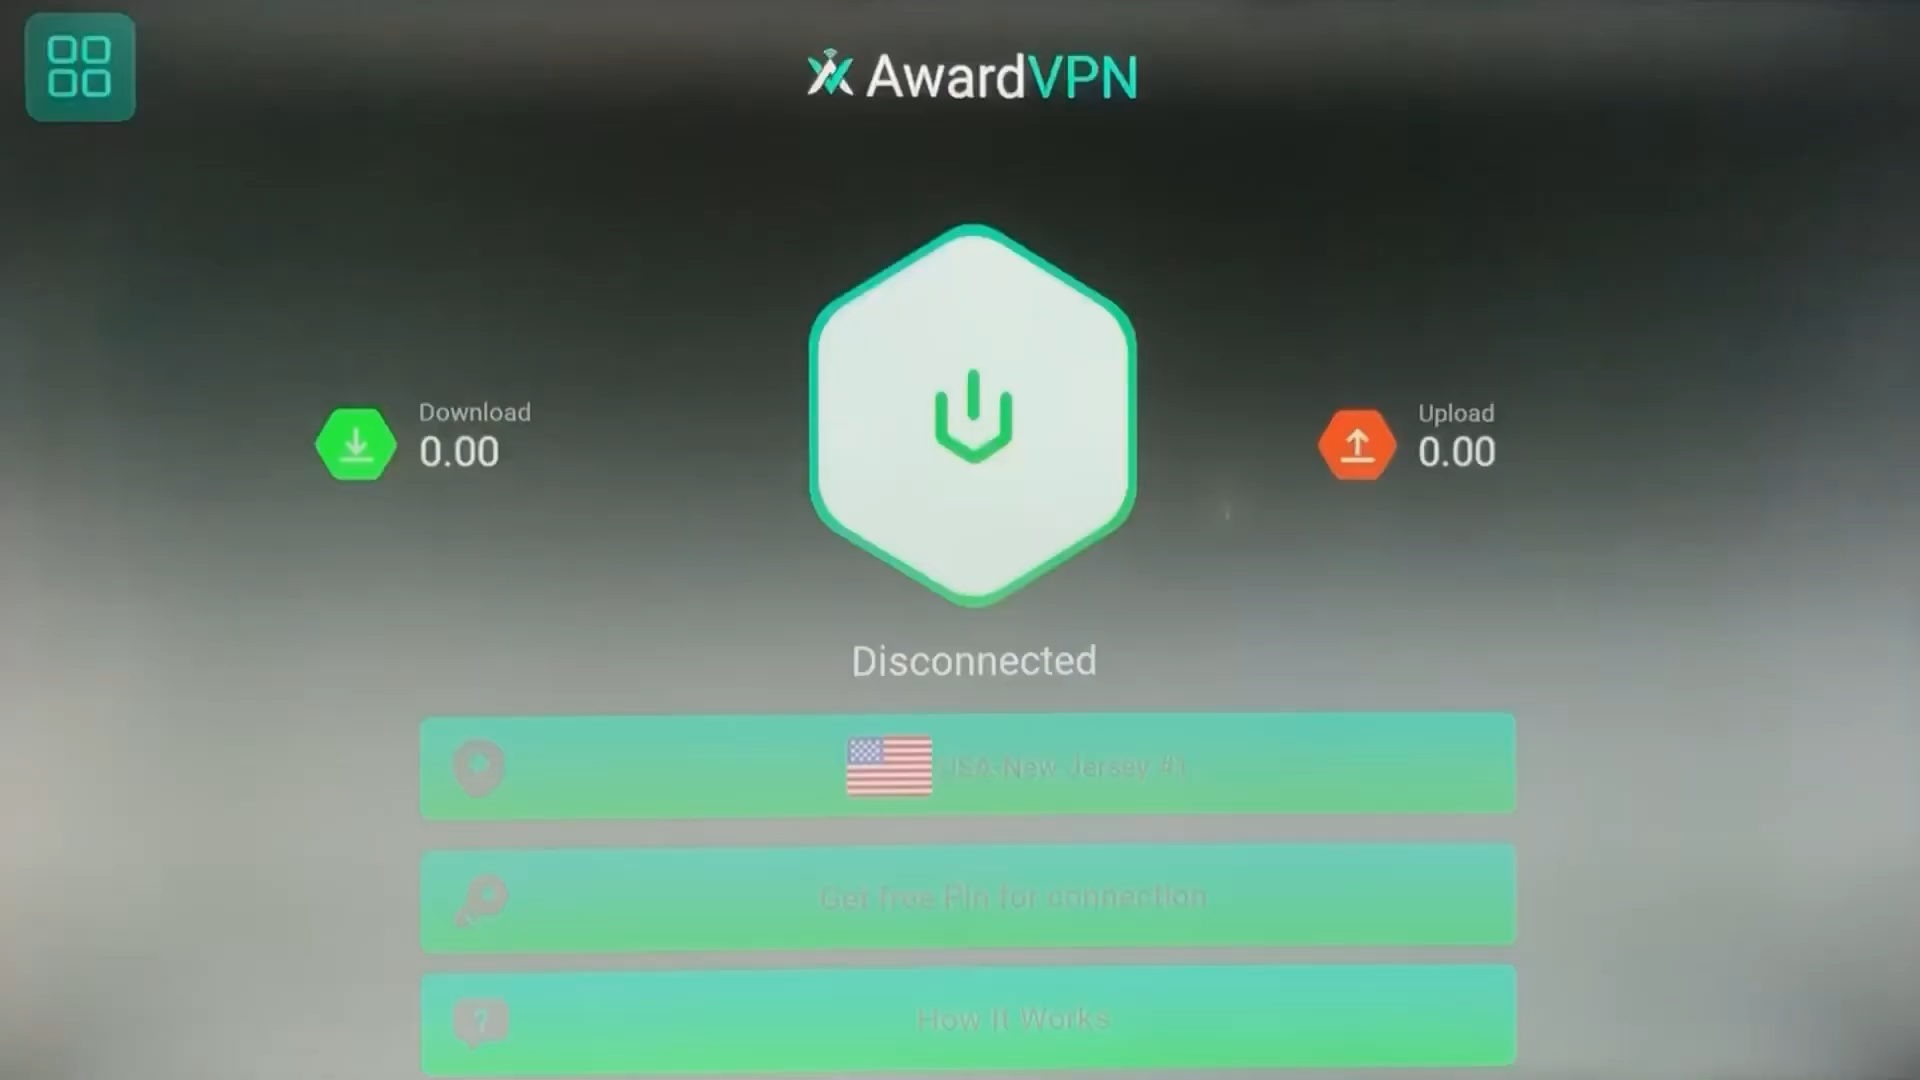 AwardVPN
Download
0.00
Upload
0.00
Disconnected
USA New Jersey #1
Get free Pin for connection
How It Works